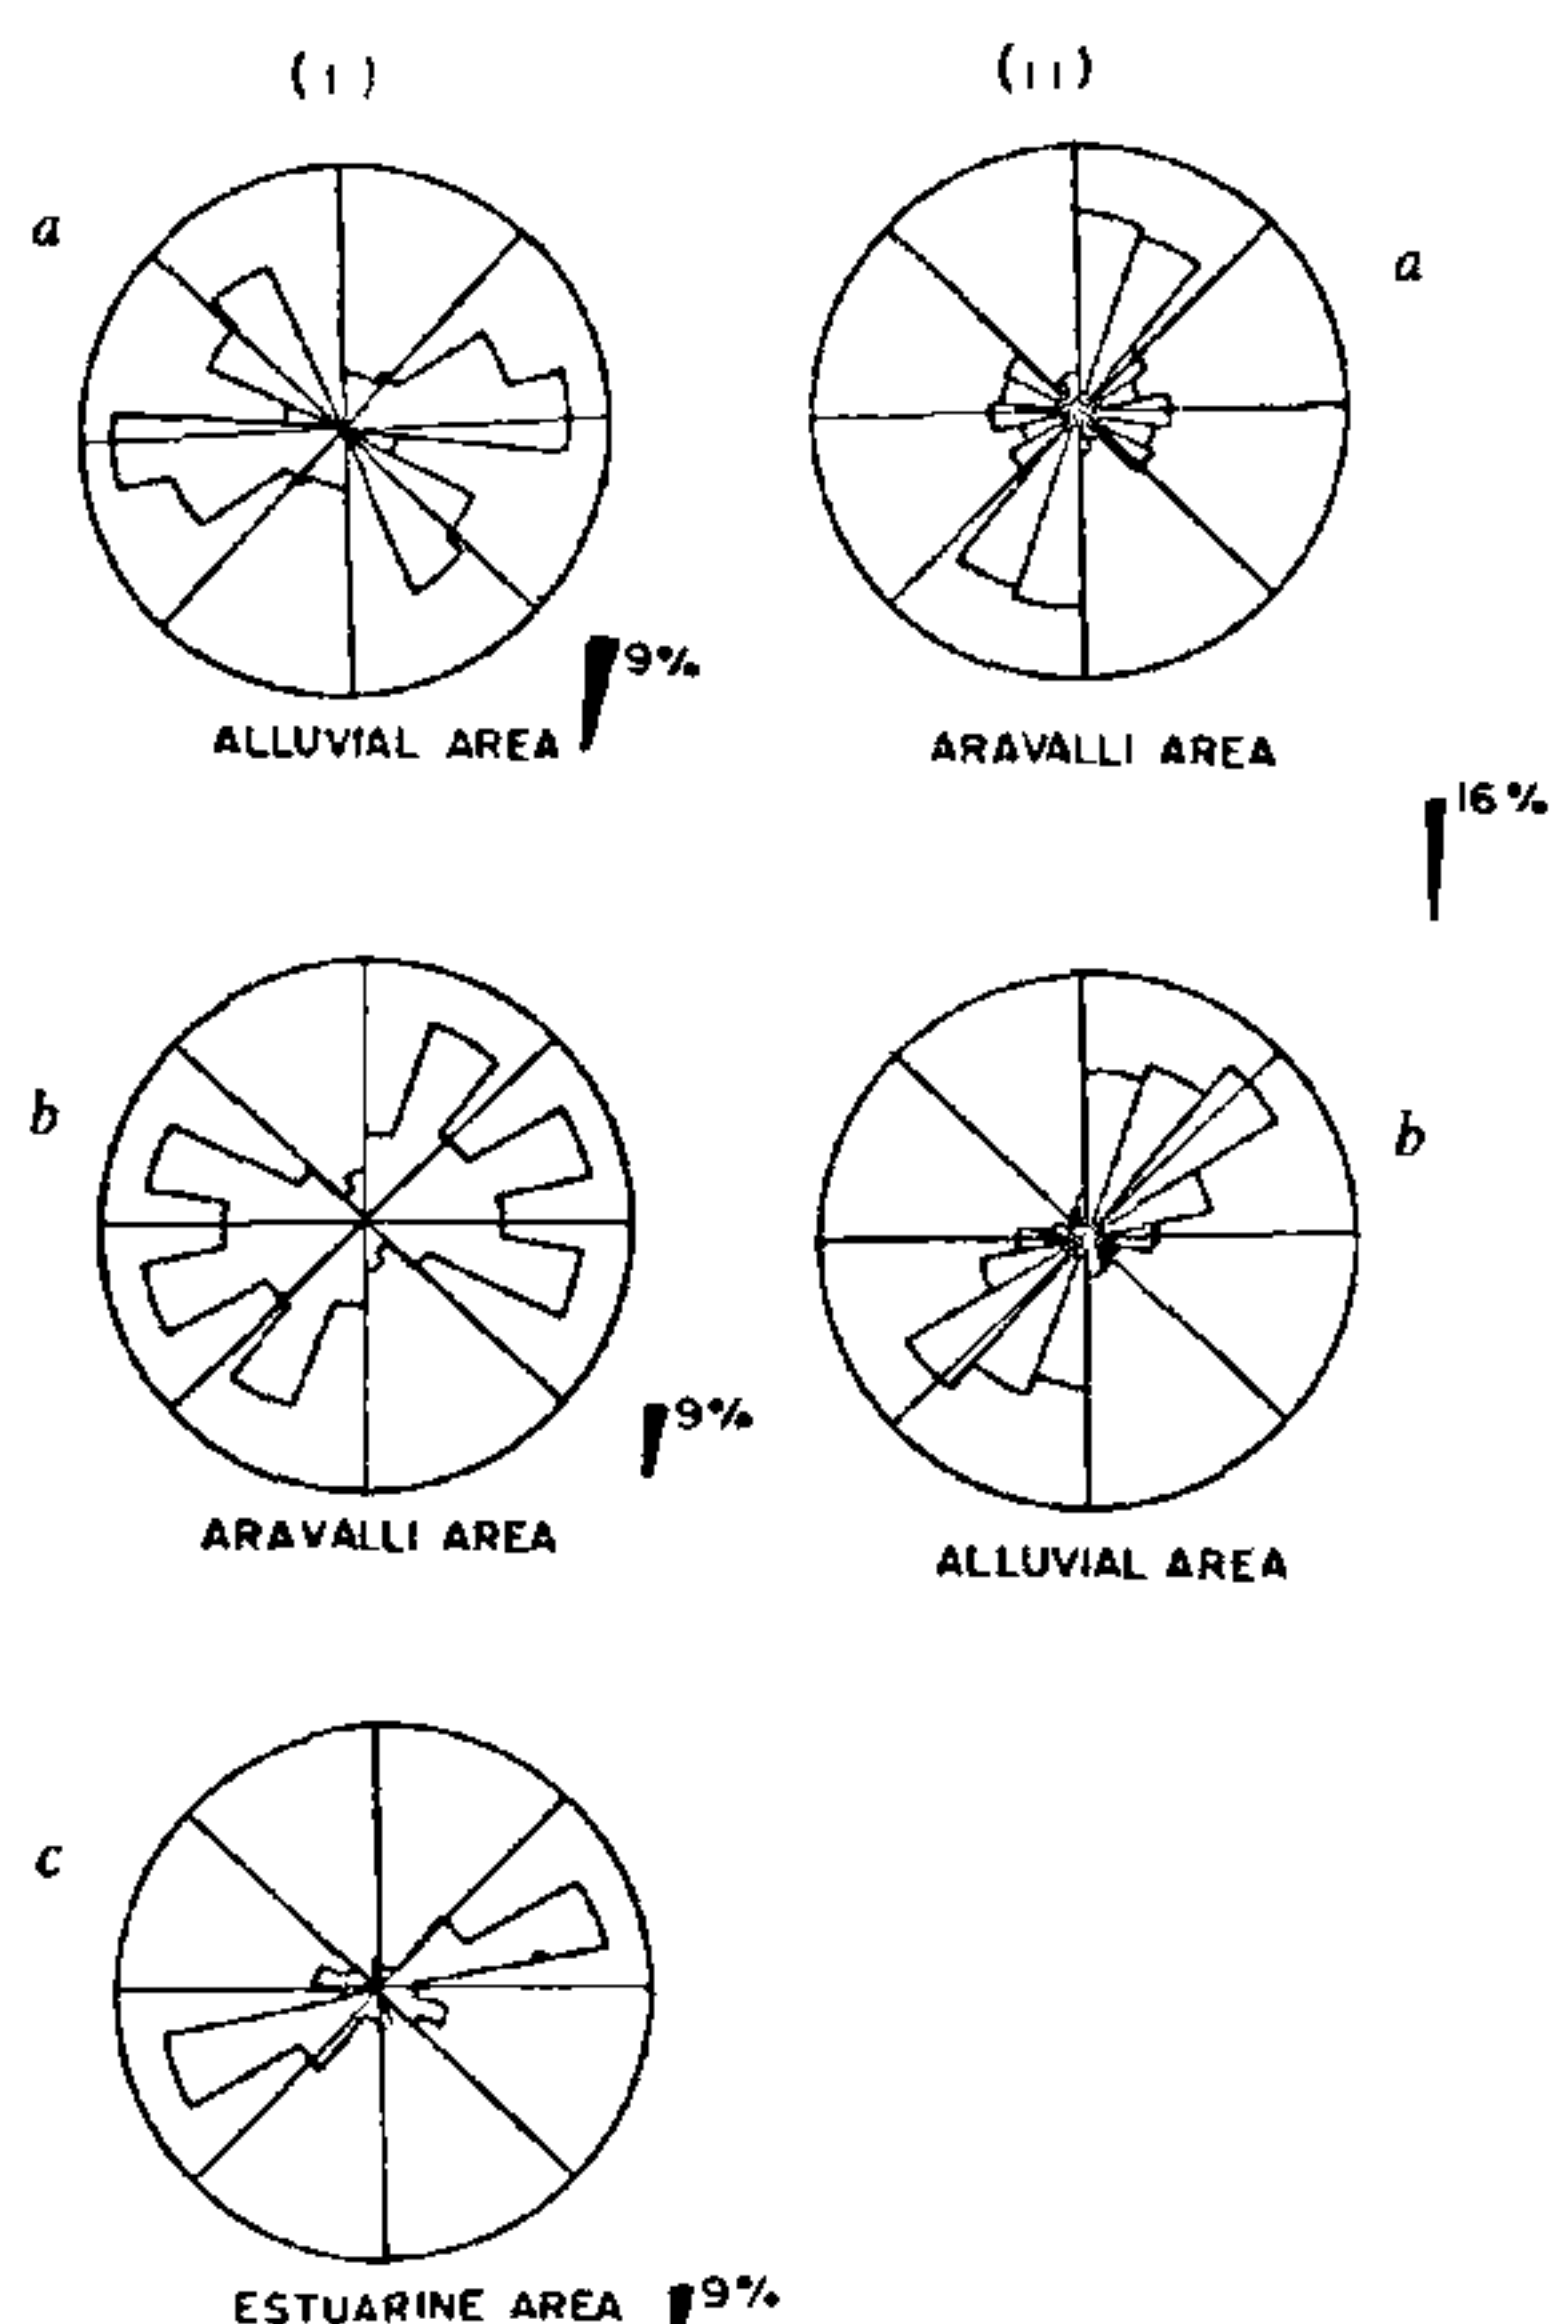 (i)
(ii)
a
a
9%
ALLUVIAL AREA
ARAVALLI AREA
16%
b
b
9%
ARAVALLI AREA
ALLUVIAL AREA
c
ESTUARINE AREA
9%